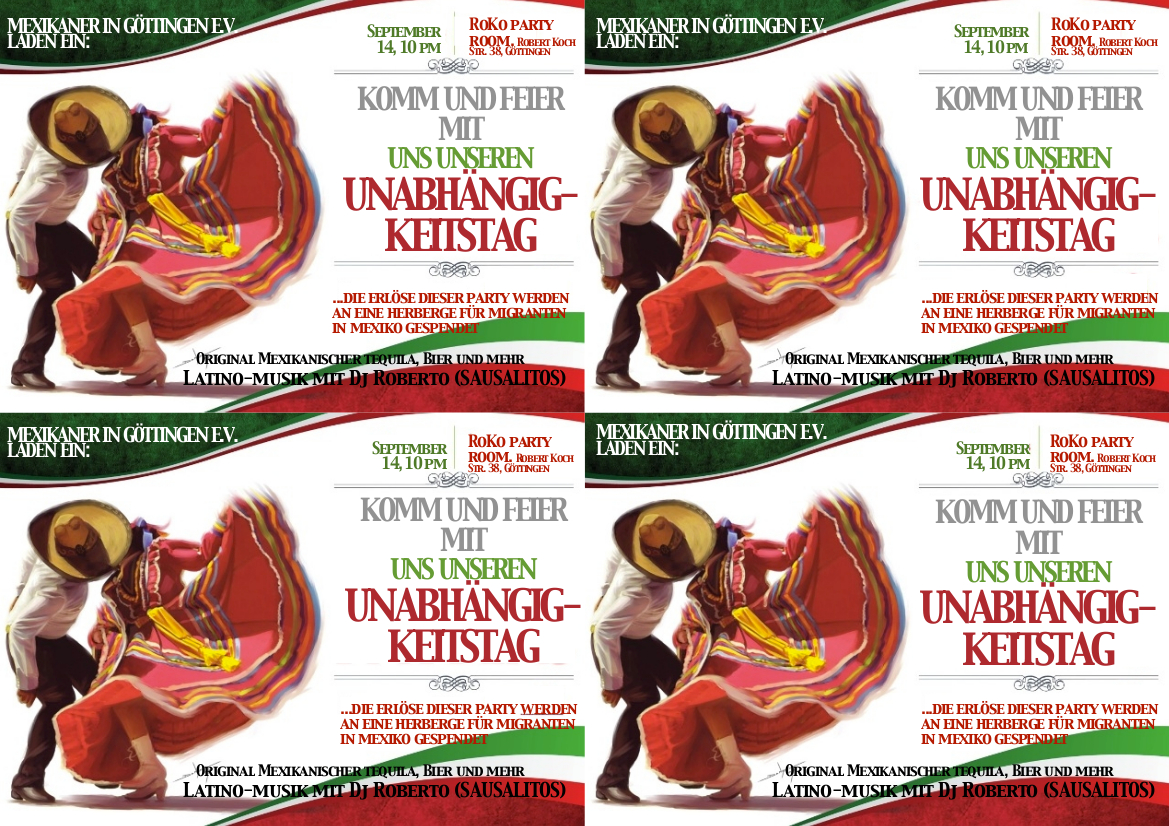 MEXIKANER IN GÖTTINGEN E.V.
LADEN EIN:
SEPTEMBER
14, 10 PM
ROKO PARTY
ROOM. ROBERT KOCH
STR. 38, GÖTTINGEN
KOMM UND FEIER
MIT
UNS UNSEREN
UNABHÄNGIG-
KEITSTAG
...DIE ERLÖSE DIESER PARTY WERDEN
AN EINE HERBERGE FÜR MIGRANTEN
IN MEXIKO GESPENDET
ORIGINAL MEXIKANISCHER TEQUILA, BIER UND MEHR
LATINO-MUSIK MIT DJ ROBERTO (SAUSALITOS)
MEXIKANER IN GÖTTINGEN E.V.
LADEN EIN:
SEPTEMBER
14, 10 PM
ROKO PARTY
ROOM. ROBERT KOCH
STR. 38, GÖTTINGEN
KOMM UND FEIER
MIT
UNS UNSEREN
UNABHÄNGIG-
KEITSTAG
...DIE ERLÖSE DIESER PARTY WERDEN
AN EINE HERBERGE FÜR MIGRANTEN
IN MEXIKO GESPENDET
ORIGINAL MEXIKANISCHER TEQUILA, BIER UND MEHR
LATINO-MUSIK MIT DJ ROBERTO (SAUSALITOS)
MEXIKANER IN GÖTTINGEN E.V.
LADEN EIN:
SEPTEMBER
14, 10 PM
ROKO PARTY
ROOM. ROBERT KOCH
STR. 38, GÖTTINGEN
KOMM UND FEIER
MIT
UNS UNSEREN
UNABHÄNGIG-
KEITSTAG
...DIE ERLÖSE DIESER PARTY WERDEN
AN EINE HERBERGE FÜR MIGRANTEN
IN MEXIKO GESPENDET
ORIGINAL MEXIKANISCHER TEQUILA, BIER UND MEHR
LATINO-MUSIK MIT DJ ROBERTO (SAUSALITOS)
MEXIKANER IN GÖTTINGEN E.V.
LADEN EIN:
SEPTEMBER
14, 10 PM
ROKO PARTY
ROOM. ROBERT KOCH
STR. 38, GÖTTINGEN
KOMM UND FEIER
MIT
UNS UNSEREN
UNABHÄNGIG-
KEITSTAG
...DIE ERLÖSE DIESER PARTY WERDEN
AN EINE HERBERGE FÜR MIGRANTEN
IN MEXIKO GESPENDET
ORIGINAL MEXIKANISCHER TEQUILA, BIER UND MEHR
LATINO-MUSIK MIT DJ ROBERTO (SAUSALITOS)